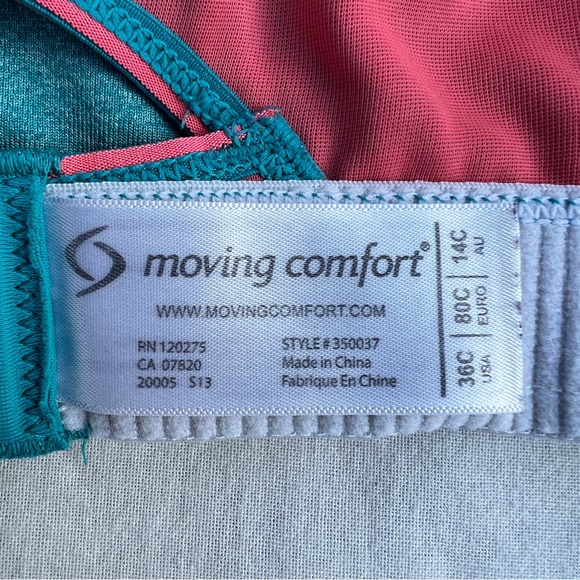 moving comfort®
WWW.MOVINGCOMFORT.COM
RN 120275
CA 07820
20005 S13
STYLE # 350037
Made in China
Fabrique En Chine
36C USA
80C EURO
14C AU